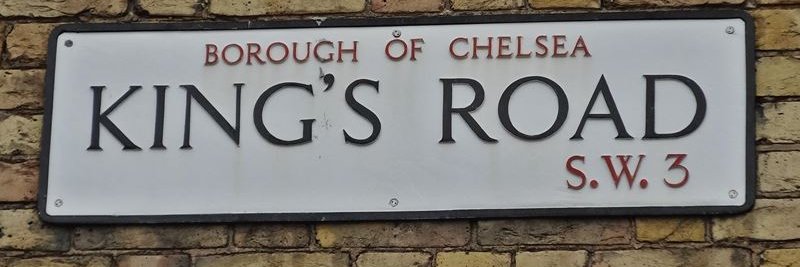 BOROUGH OF CHELSEA
KING'S ROAD
S.W. 3